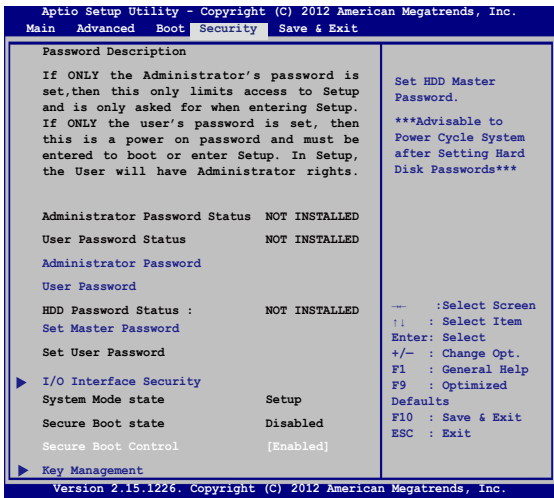 Aptio Setup Utility - Copyright (C) 2012 American Megatrends, Inc.
Main Advanced Boot Security Save & Exit
Password Description
If ONLY the Administrator's password is
set,then this only limits access to Setup
and is only asked for when entering Setup.
If ONLY the user's password is set, then
this is a power on password and must be
entered to boot or enter Setup. In Setup,
the User will have Administrator rights.
Administrator Password Status NOT INSTALLED
User Password Status NOT INSTALLED
Administrator Password
User Password
HDD Password Status : NOT INSTALLED
Set Master Password
Set User Password
I/O Interface Security
System Mode state Setup
Secure Boot state Disabled
Secure Boot Control [Enabled]
Key Management
Set HDD Master
Password.
***Advisable to
Power Cycle System
after Setting Hard
Disk Passwords***
→← :Select Screen
↑↓ : Select Item
Enter: Select
+/— : Change Opt.
F1 : General Help
F9 : Optimized
Defaults
F10 : Save & Exit
ESC : Exit
Version 2.15.1226. Copyright (C) 2012 American Megatrends, Inc.